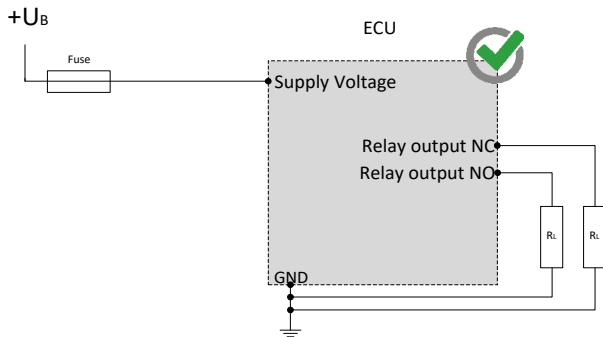 +UB
ECU
Fuse
Supply Voltage
Relay output NC
Relay output NO
RL
RL
GND